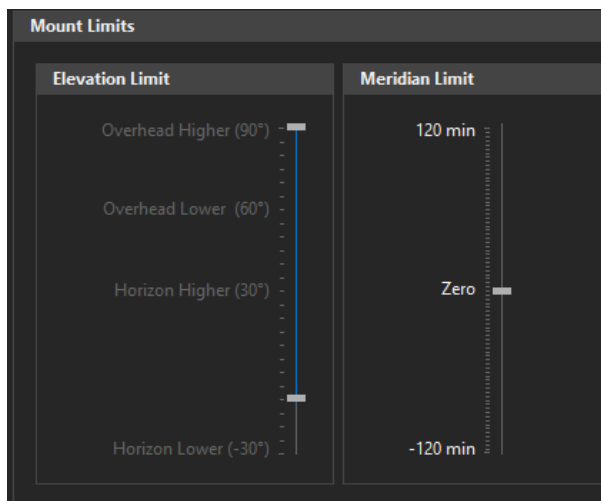 Mount Limits
Elevation Limit
Overhead Higher (90°)
Overhead Lower  (60°)
Horizon Higher (30°)
Horizon Lower (-30°)
Meridian Limit
120 min
Zero
-120 min